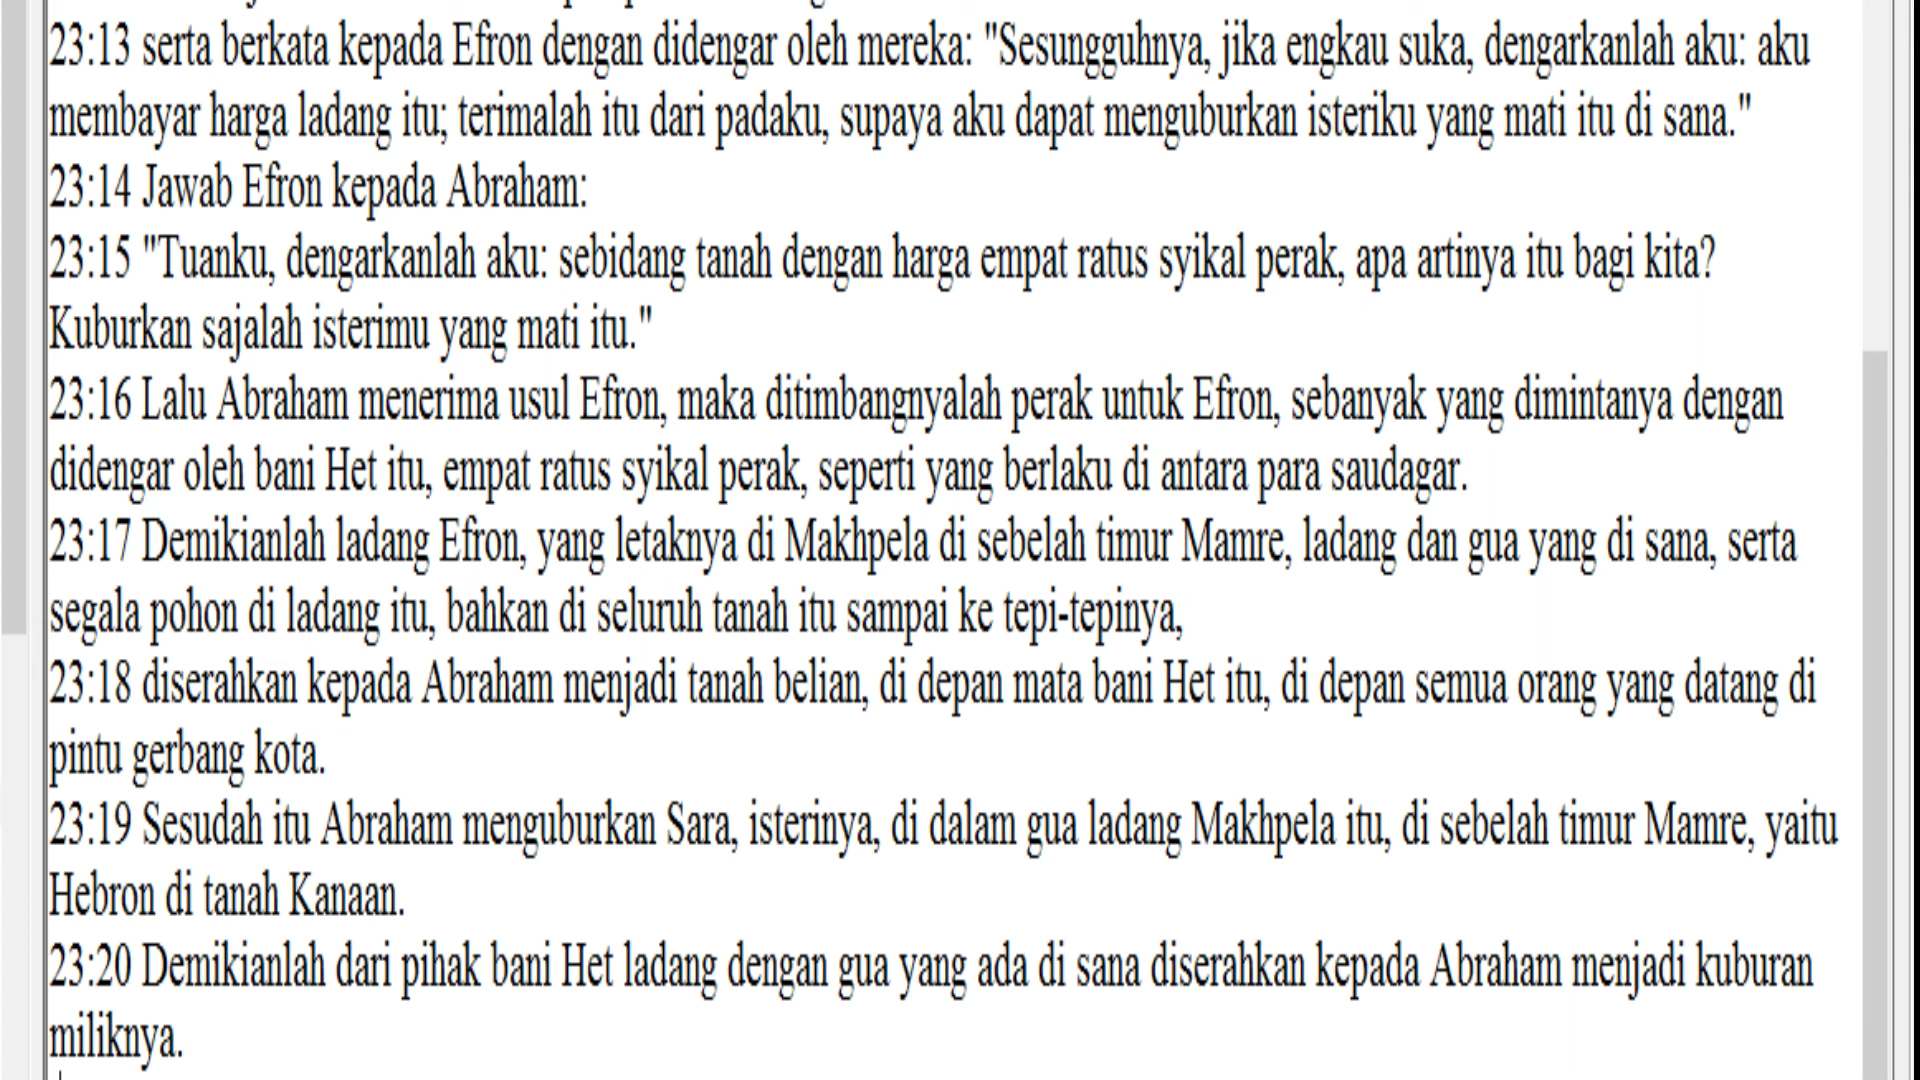 23:13 serta berkata kepada Efron dengan didengar oleh mereka: "Sesungguhnya, jika engkau suka, dengarkanlah aku: aku
membayar harga ladang itu; terimalah itu dari padaku, supaya aku dapat menguburkan isteriku yang mati itu di sana."
23:14 Jawab Efron kepada Abraham:
23:15 "Tuanku, dengarkanlah aku: sebidang tanah dengan harga empat ratus syikal perak, apa artinya itu bagi kita?
Kuburkan sajalah isterimu yang mati itu."
23:16 Lalu Abraham menerima usul Efron, maka ditimbangnyalah perak untuk Efron, sebanyak yang dimintanya dengan
didengar oleh bani Het itu, empat ratus syikal perak, seperti yang berlaku di antara para saudagar.
23:17 Demikianlah ladang Efron, yang letaknya di Makhpela di sebelah timur Mamre, ladang dan gua yang di sana, serta
segala pohon di ladang itu, bahkan di seluruh tanah itu sampai ke tepi-tepinya,
23:18 diserahkan kepada Abraham menjadi tanah belian, di depan mata bani Het itu, di depan semua orang yang datang di
pintu gerbang kota.
23:19 Sesudah itu Abraham menguburkan Sara, isterinya, di dalam gua ladang Makhpela itu, di sebelah timur Mamre, yaitu
Hebron di tanah Kanaan.
23:20 Demikianlah dari pihak bani Het ladang dengan gua yang ada di sana diserahkan kepada Abraham menjadi kuburan
miliknya.